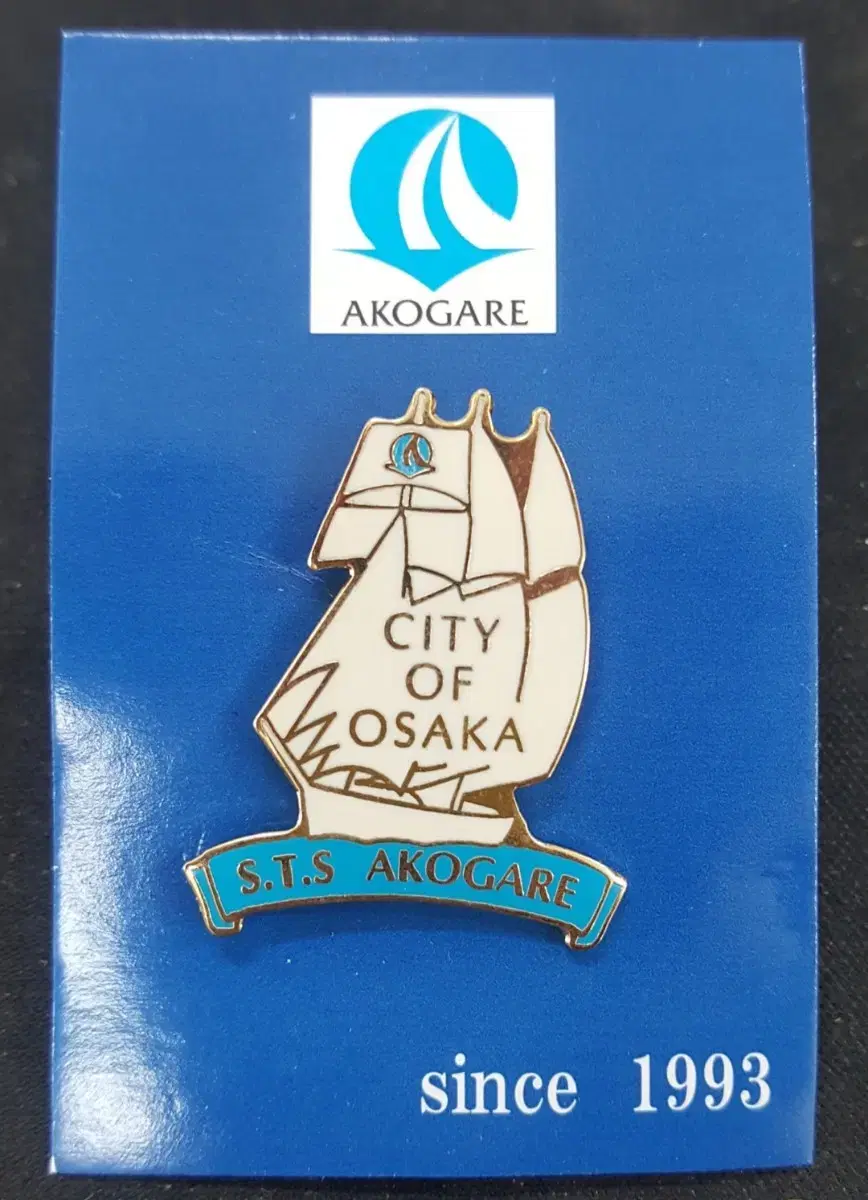 AKOGARE
CITY
OF
OSAKA
S.T.S AKOGARE
since 1993